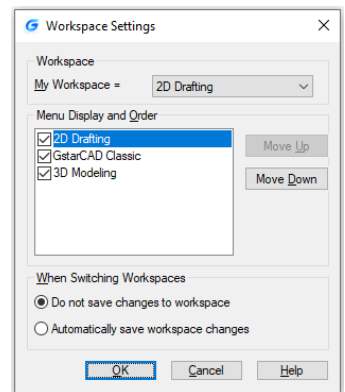 Workspace Settings
Workspace
My Workspace =
2D Drafting
Menu Display and Order
2D Drafting
GstarCAD Classic
3D Modeling
Move Up
Move Down
When Switching Workspaces
Do not save changes to workspace
Automatically save workspace changes
OK
Cancel
Help